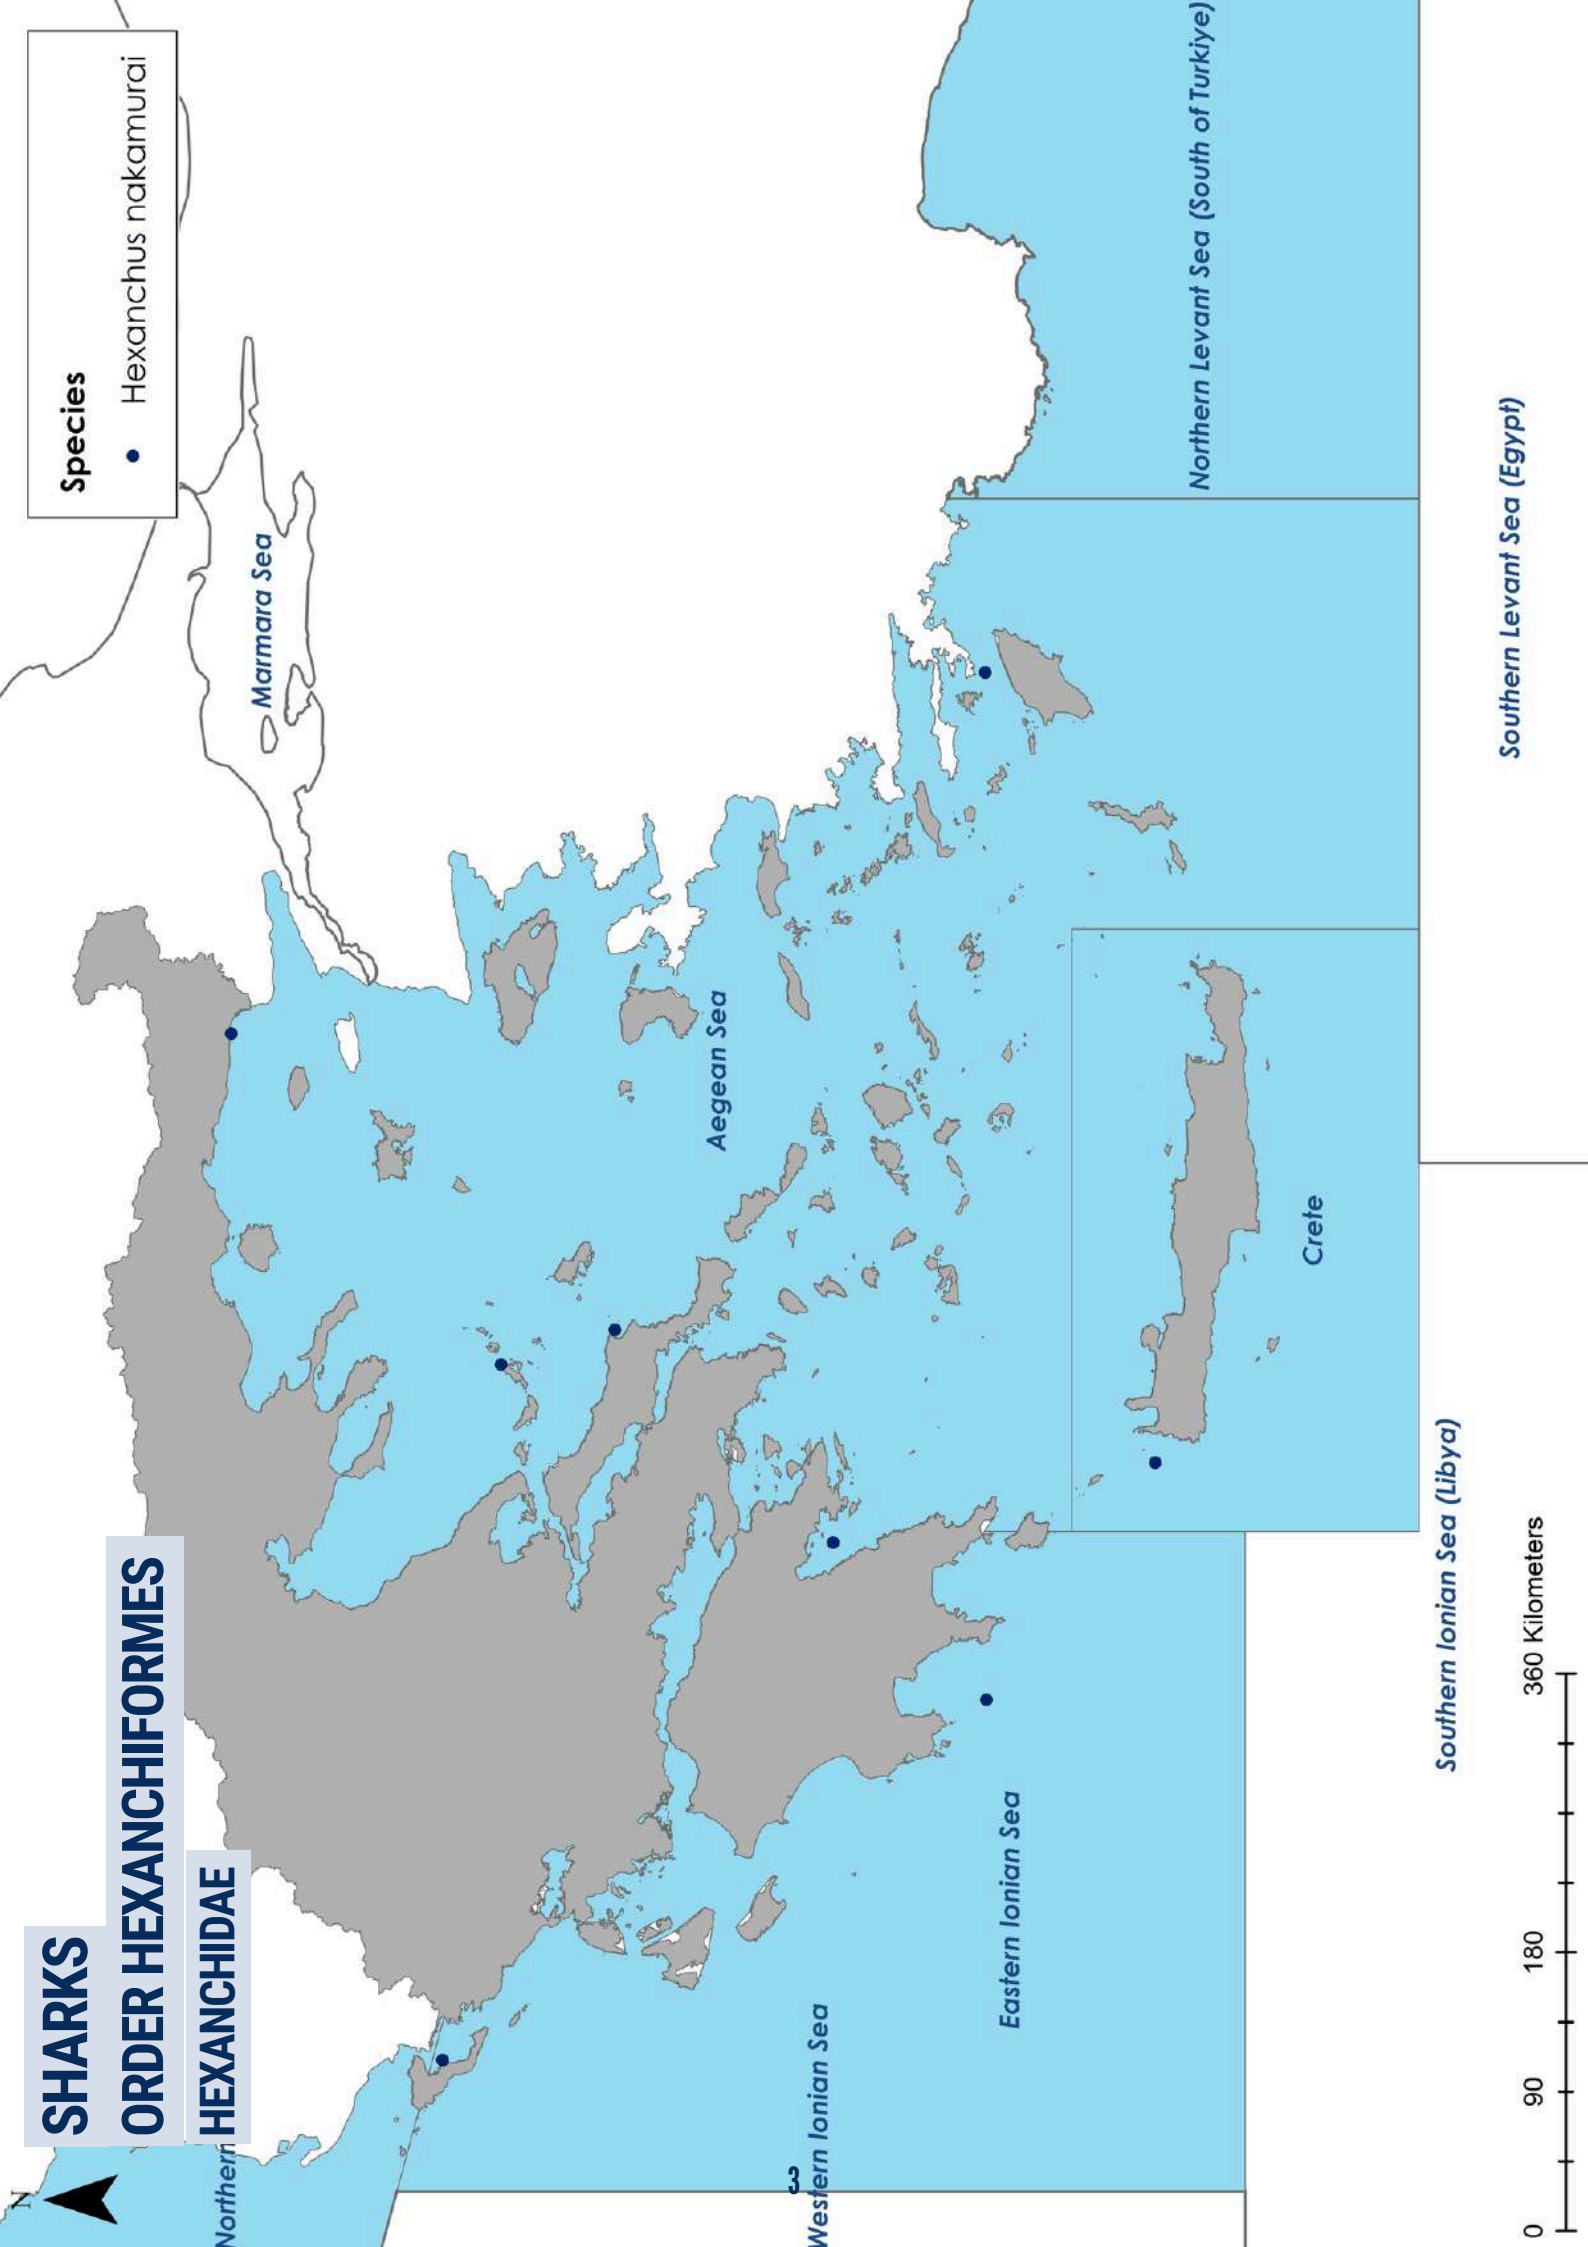 SHARKS
ORDER HEXANCHIFORMES
HEXANCHIDAE
N
Species
Hexanchus nakamurai
Marmara Sea
Northern
Aegean Sea
Western Ionian Sea
3
Eastern Ionian Sea
Crete
Northern Levant Sea (South of Turkiye)
Southern Ionian Sea (Libya)
Southern Levant Sea (Egypt)
0 90 180 360 Kilometers